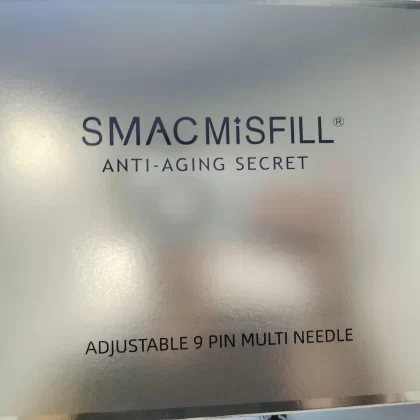 SMACMiSFILL®
ANTI-AGING SECRET
ADJUSTABLE 9 PIN MULTI NEEDLE